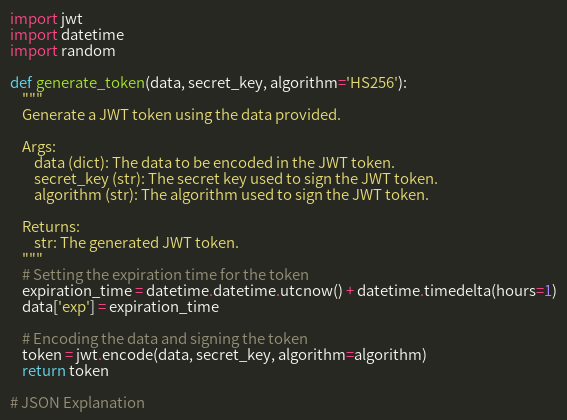 import jwt
import datetime
import random

def generate_token(data, secret_key, algorithm='HS256'):
    """
    Generate a JWT token using the data provided.

    Args:
        data (dict): The data to be encoded in the JWT token.
        secret_key (str): The secret key used to sign the JWT token.
        algorithm (str): The algorithm used to sign the JWT token.

    Returns:
        str: The generated JWT token.
    """
    # Setting the expiration time for the token
    expiration_time = datetime.datetime.utcnow() + datetime.timedelta(hours=1)
    data['exp'] = expiration_time

    # Encoding the data and signing the token
    token = jwt.encode(data, secret_key, algorithm=algorithm)
    return token

# JSON Explanation